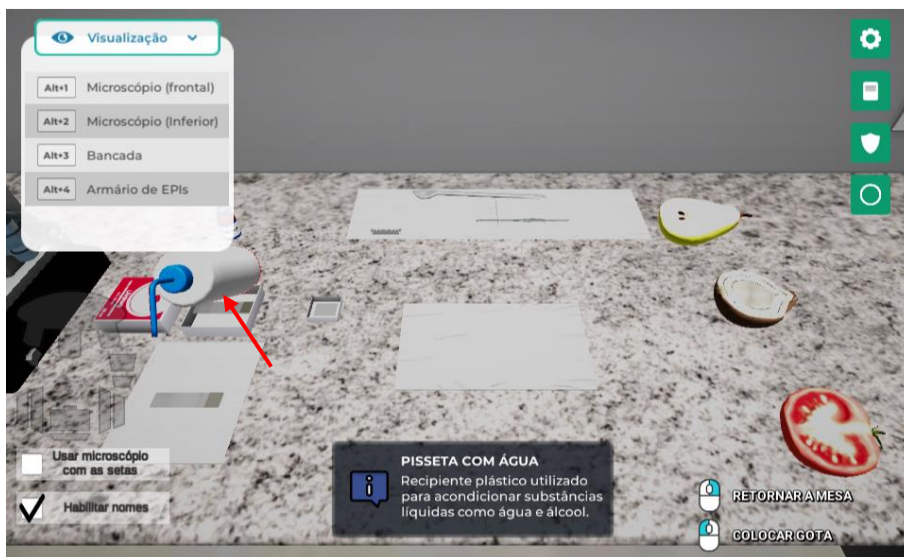 Visualização
Alt+1 Microscópio (frontal)
Alt+2 Microscópio (Inferior)
Alt+3 Bancada
Alt+4 Armário de EPIs
Usar microscópio
com as setas
Habilitar nomes
PISSETA COM ÁGUA
Recipiente plástico utilizado
para acondicionar substâncias
líquidas como água e álcool.
RETORNAR A MESA
COLOCAR GOTA